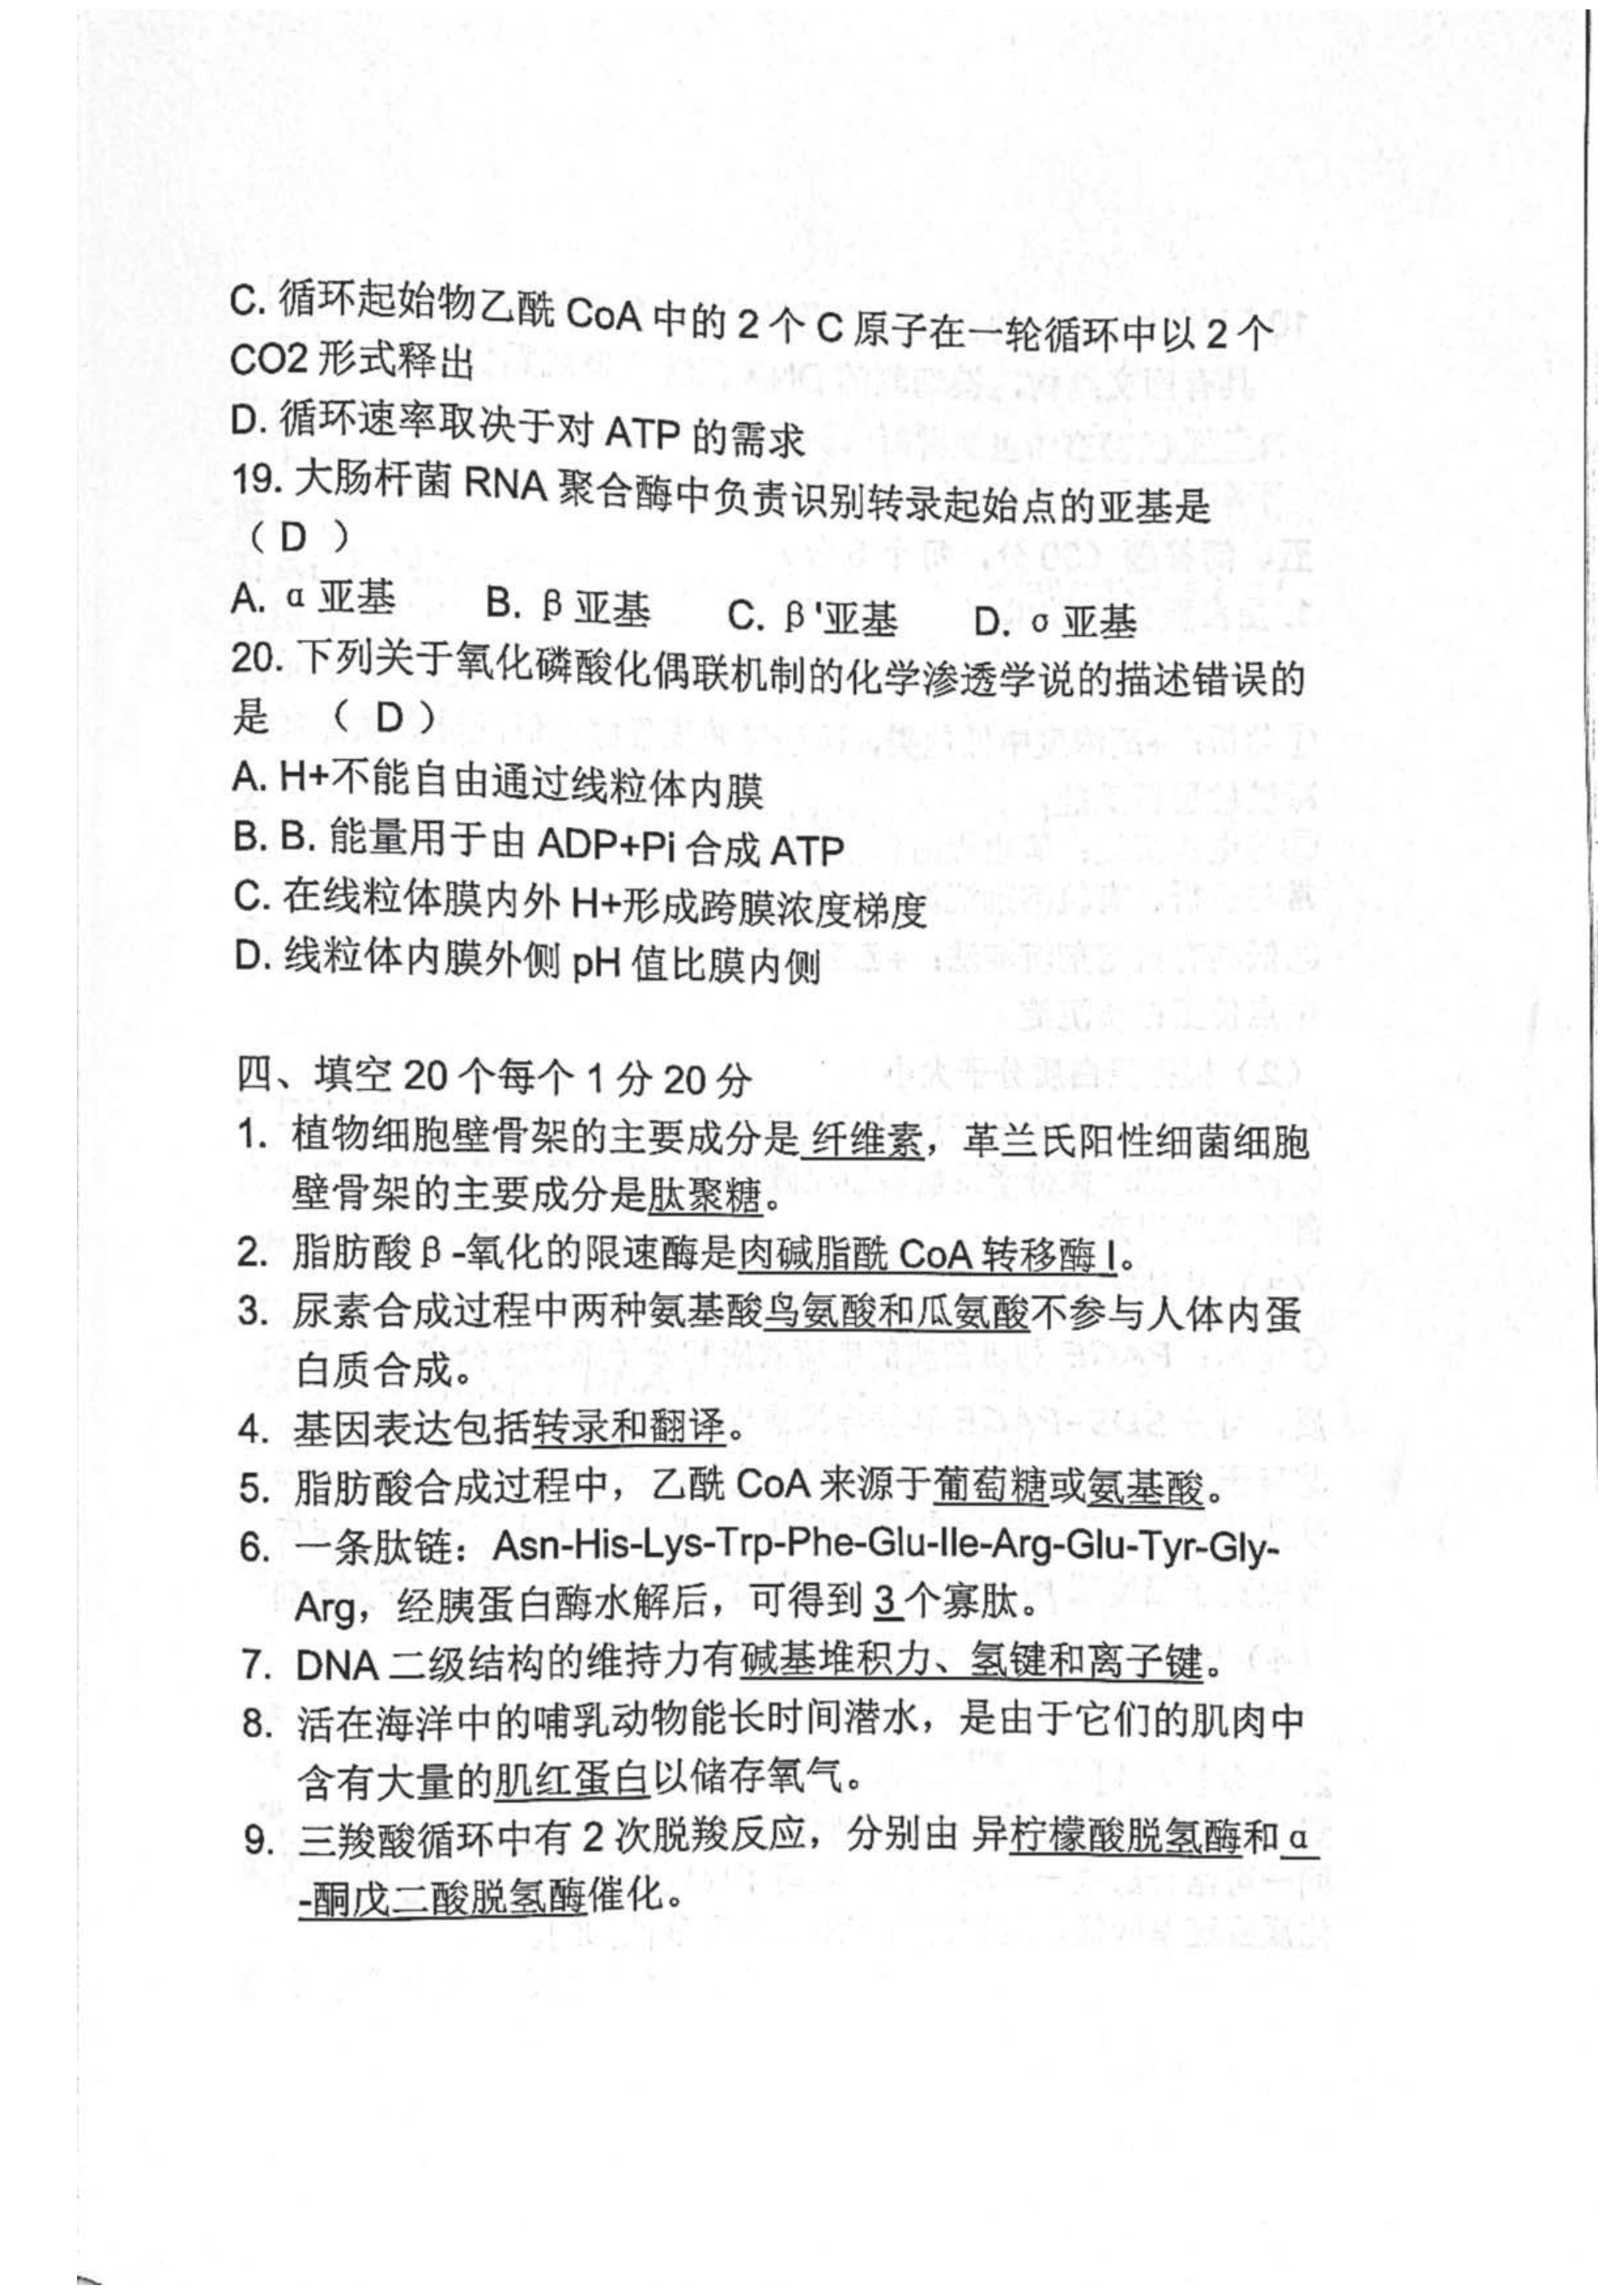 C. 循环起始物乙酰 CoA 中的 2 个 C 原子在一轮循环中以 2 个
CO2 形式释出
D. 循环速率取决于对 ATP 的需求
19. 大肠杆菌 RNA 聚合酶中负责识别转录起始点的亚基是
（ D ）
A. α 亚基 B. β 亚基 C. β'亚基 D. σ 亚基
20. 下列关于氧化磷酸化偶联机制的化学渗透学说的描述错误的
是 （ D ）
A. H+不能自由通过线粒体内膜
B. B. 能量用于由 ADP+Pi 合成 ATP
C. 在线粒体膜内外 H+形成跨膜浓度梯度
D. 线粒体内膜外侧 pH 值比膜内侧
四、填空 20 个每个 1 分 20 分
1. 植物细胞壁骨架的主要成分是 纤维素，革兰氏阳性细菌细胞
壁骨架的主要成分是肽聚糖。
2. 脂肪酸 β -氧化的限速酶是肉碱脂酰 CoA 转移酶 I。
3. 尿素合成过程中两种氨基酸鸟氨酸和瓜氨酸不参与人体内蛋
白质合成。
4. 基因表达包括转录和翻译。
5. 脂肪酸合成过程中，乙酰 CoA 来源于葡萄糖或氨基酸。
6. 一条肽链：Asn-His-Lys-Trp-Phe-Glu-Ile-Arg-Glu-Tyr-Gly-
Arg，经胰蛋白酶水解后，可得到 3 个寡肽。
7. DNA 二级结构的维持力有碱基堆积力、氢键和离子键。
8. 活在海洋中的哺乳动物能长时间潜水，是由于它们的肌肉中
含有大量的肌红蛋白以储存氧气。
9. 三羧酸循环中有 2 次脱羧反应，分别由 异柠檬酸脱氢酶和 α
-酮戊二酸脱氢酶催化。